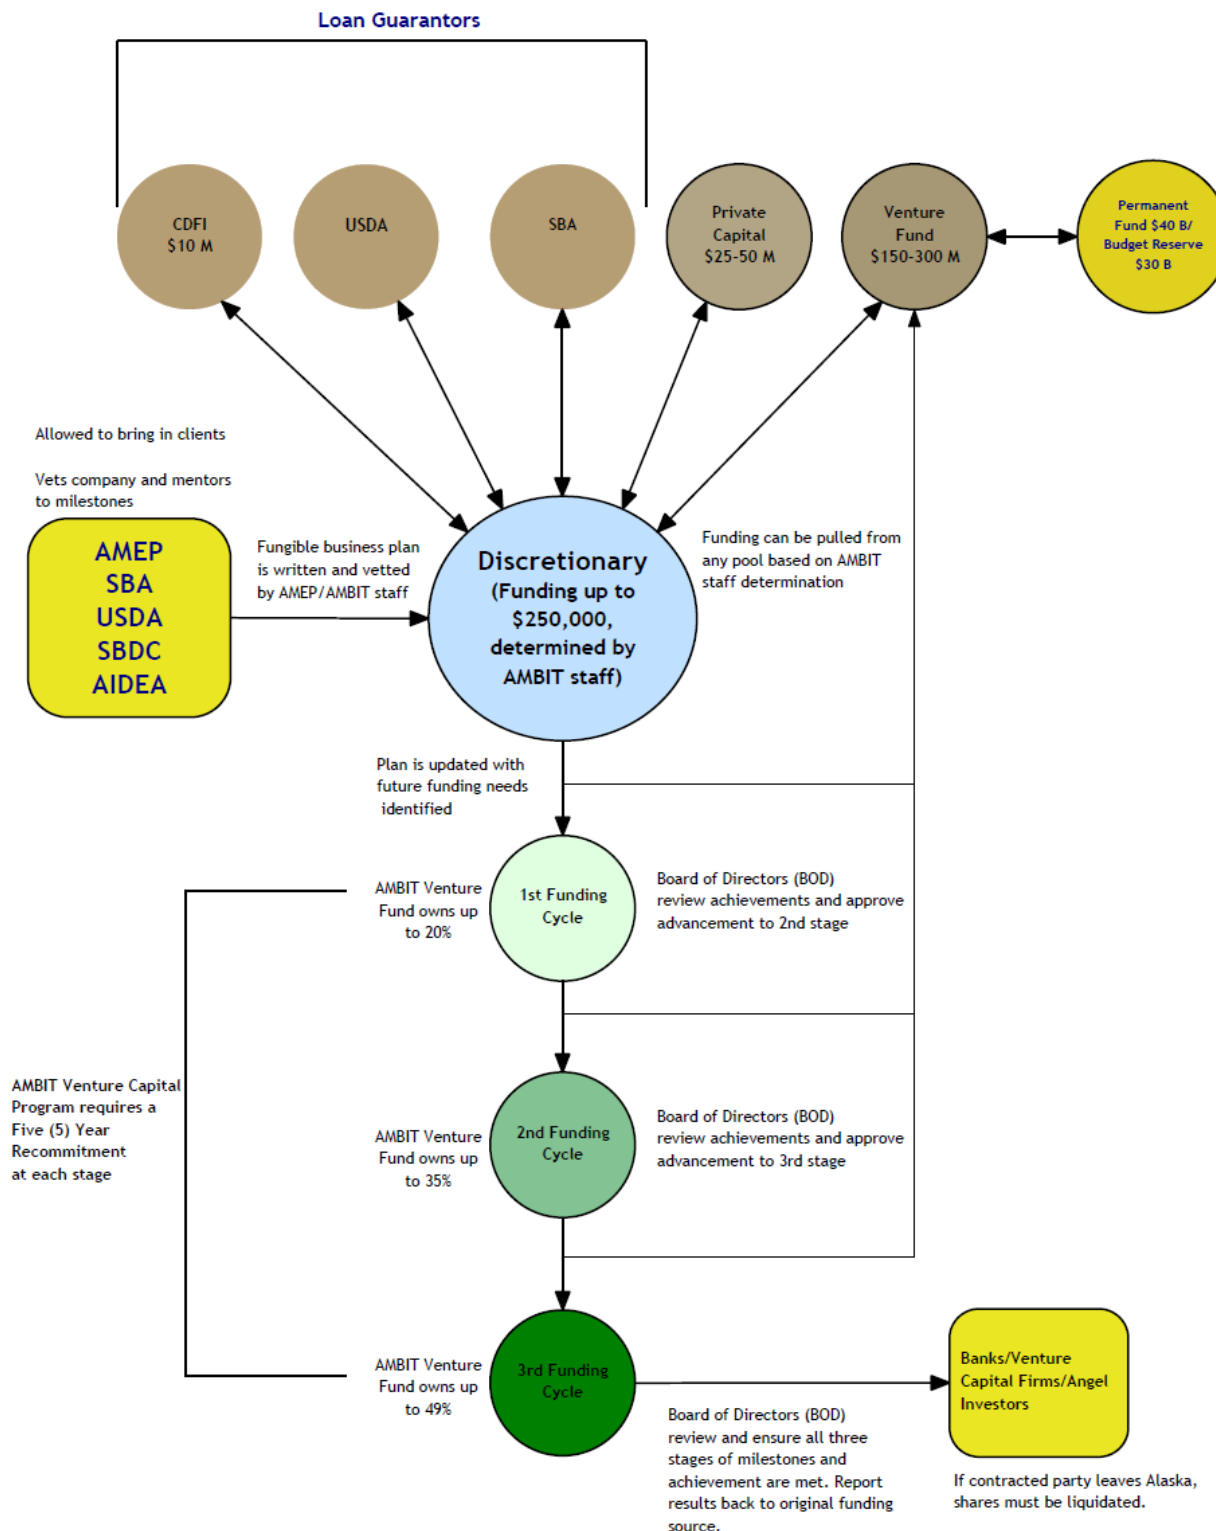 Loan Guarantors
CDFI
$10 M
USDA
SBA
Private
Capital
$25-50 M
Venture
Fund
$150-300 M
Permanent
Fund $40 B/
Budget Reserve
$30 B
Allowed to bring in clients
Vets company and mentors
to milestones
AMEP
SBA
USDA
SBDC
AIDEA
Fungible business plan
is written and vetted
by AMEP/AMBIT staff
Discretionary
(Funding up to
$250,000,
determined by
AMBIT staff)
Funding can be pulled from
any pool based on AMBIT
staff determination
Plan is updated with
future funding needs
identified
AMBIT Venture
Fund owns up
to 20%
1st Funding
Cycle
Board of Directors (BOD)
review achievements and approve
advancement to 2nd stage
AMBIT Venture Capital
Program requires a
Five (5) Year
Recommitment
at each stage
AMBIT Venture
Fund owns up
to 35%
2nd Funding
Cycle
Board of Directors (BOD)
review achievements and approve
advancement to 3rd stage
AMBIT Venture
Fund owns up
to 49%
3rd Funding
Cycle
Board of Directors (BOD)
review and ensure all three
stages of milestones and
achievement are met. Report
results back to original funding
source.
Banks/Venture
Capital Firms/Angel
Investors
If contracted party leaves Alaska,
shares must be liquidated.